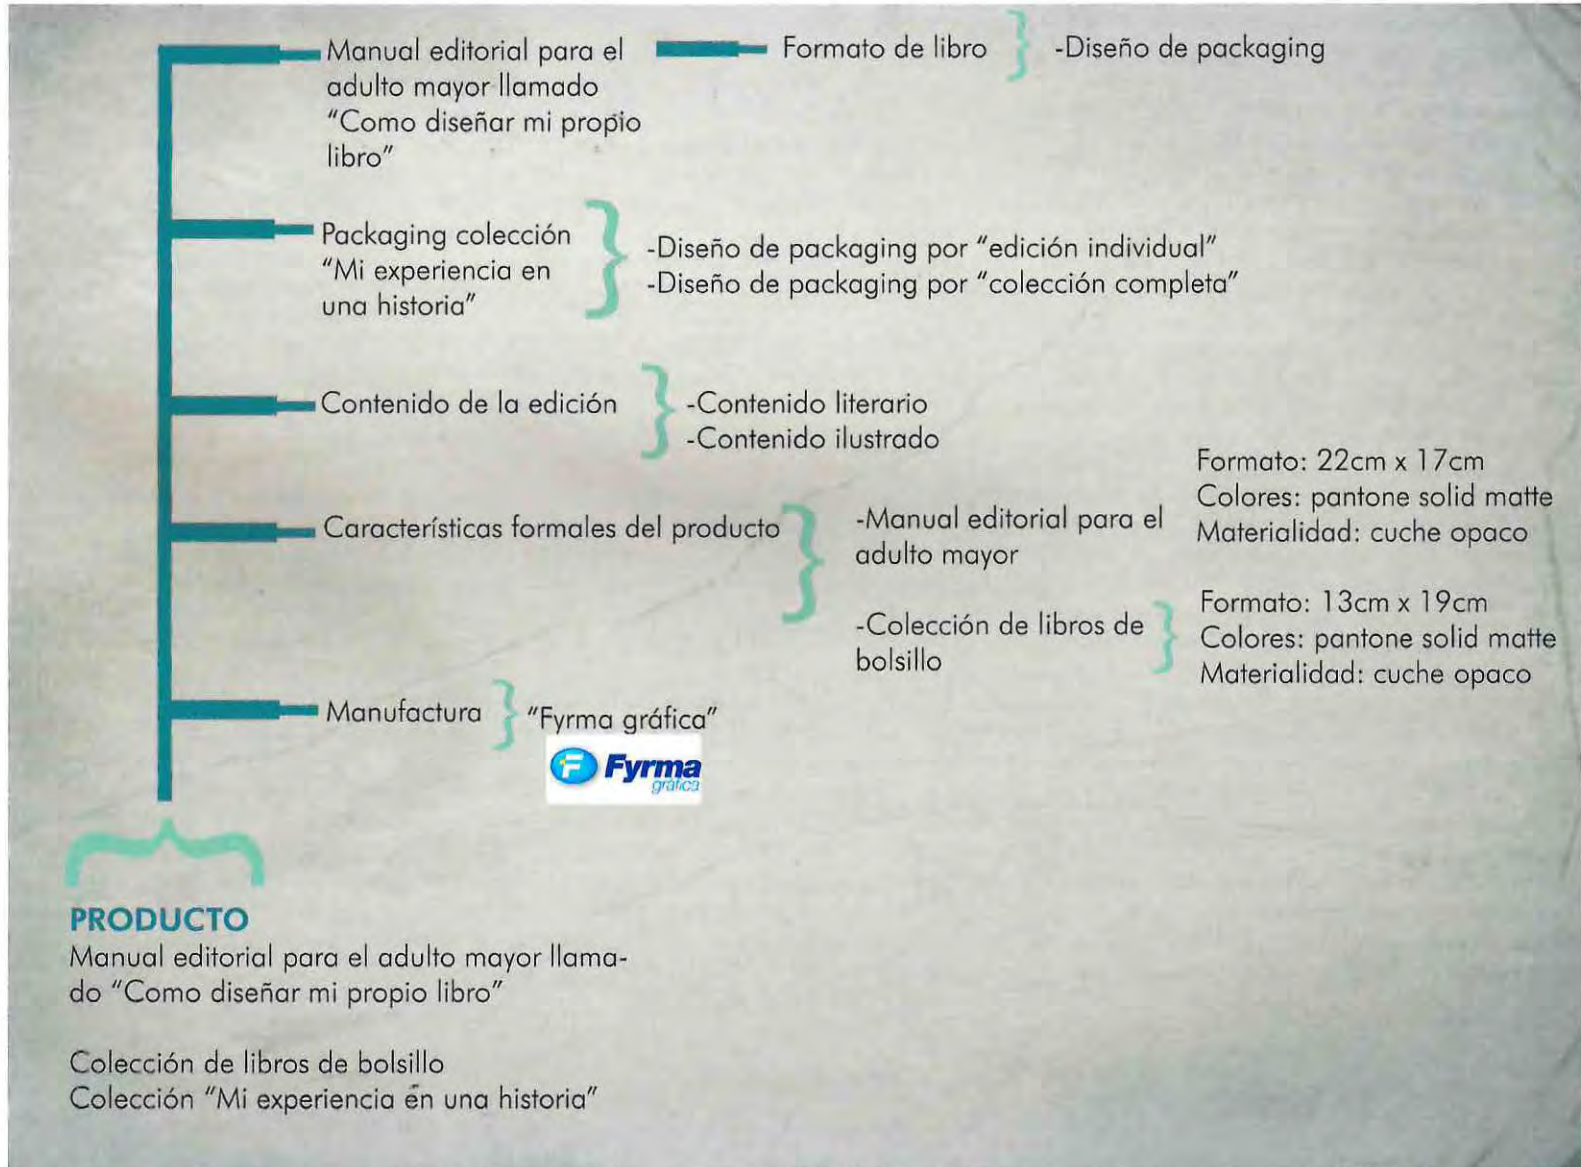 Manual editorial para el
adulto mayor llamado
"Como diseñar mi propio
libro"
Formato de libro
-Diseño de packaging
Packaging colección
"Mi experiencia en
una historia"
-Diseño de packaging por "edición individual"
-Diseño de packaging por "colección completa"
Contenido de la edición
-Contenido literario
-Contenido ilustrado
Características formales del producto
-Manual editorial para el
adulto mayor
Formato: 22cm x 17cm
Colores: pantone solid matte
Materialidad: cuche opaco
-Colección de libros de
bolsillo
Formato: 13cm x 19cm
Colores: pantone solid matte
Materialidad: cuche opaco
Manufactura
"Fyrma gráfica"
F Fyrma
gráfica
PRODUCTO
Manual editorial para el adulto mayor llama-
do "Como diseñar mi propio libro"
Colección de libros de bolsillo
Colección "Mi experiencia en una historia"